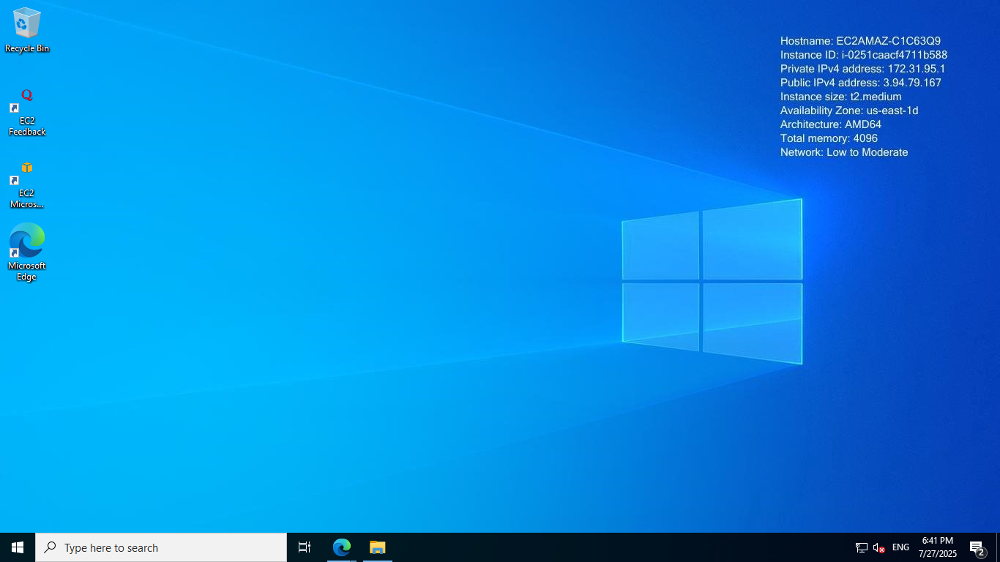 Recycle Bin
EC2
Feedback
EC2
Micros...
Microsoft
Edge
Hostname: EC2AMAZ-C1C63Q9
Instance ID: i-0251caacf4711b588
Private IPv4 address: 172.31.95.1
Public IPv4 address: 3.94.79.167
Instance size: t2.medium
Availability Zone: us-east-1d
Architecture: AMD64
Total memory: 4096
Network: Low to Moderate
Type here to search
ENG
6:41 PM
7/27/2025
2